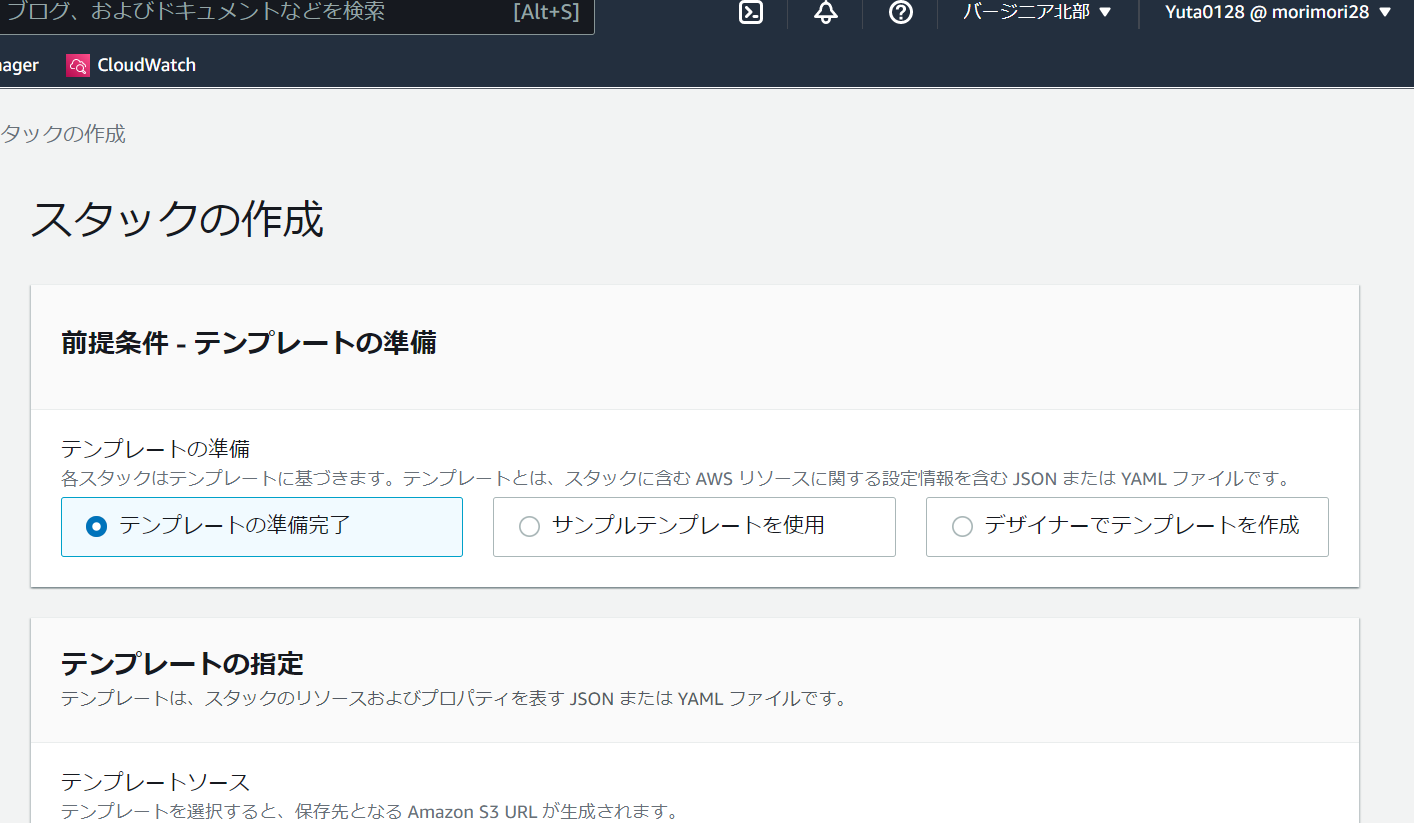 ブログ、およびドキュメントなどを検索 [Alt+S] バージニア北部 ▼ Yuta0128 @ morimori28 ▼
ager CloudWatch
タックの作成
スタックの作成
前提条件 - テンプレートの準備
テンプレートの準備
各スタックはテンプレートに基づきます。テンプレートとは、スタックに含む AWS リソースに関する設定情報を含む JSON または YAML ファイルです。
テンプレートの準備完了 サンプルテンプレートを使用 デザイナーでテンプレートを作成
テンプレートの指定
テンプレートは、スタックのリソースおよびプロパティを表す JSON または YAML ファイルです。
テンプレートソース
テンプレートを選択すると、保存先となる Amazon S3 URL が生成されます。